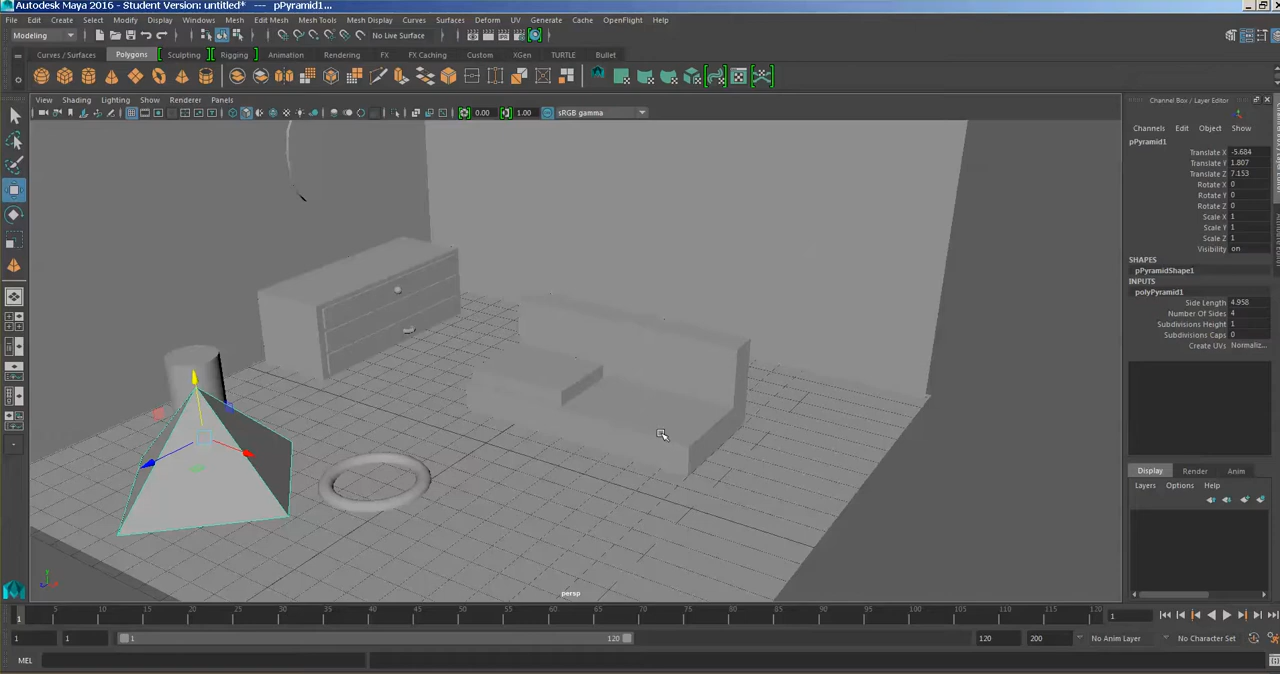 Autodesk Maya 2016 - Student Version: untitled*   ---   pPyramid1...
File Edit Create Select Modify Display Windows Mesh Edit Mesh Mesh Tools Mesh Display Curves Surfaces Deform UV Generate Cache OpenFlight Help
Modeling No Live Surface
Curves / Surfaces Polygons Sculpting Rigging Animation Rendering FX FX Caching Custom XGen TURTLE Bullet
View Shading Lighting Show Renderer Panels
0.00 1.00 sRGB gamma
persp
Channel Box / Layer Editor
Channels Edit Object Show
pPyramid1
Translate X -5.684
Translate Y 1.807
Translate Z 7.153
Rotate X 0
Rotate Y 0
Rotate Z 0
Scale X 1
Scale Y 1
Scale Z 1
Visibility on
SHAPES
pPyramidShape1
INPUTS
polyPyramid1
Side Length 4.958
Number Of Sides 4
Subdivisions Height 1
Subdivisions Caps 0
Create UVs Normaliz...
Display Render Anim
Layers Options Help
1 5 10 15 20 25 30 35 40 45 50 55 60 65 70 75 80 85 90 95 100 105 110 115 120 1
1 1 1 120 120 200 No Anim Layer No Character Set
MEL